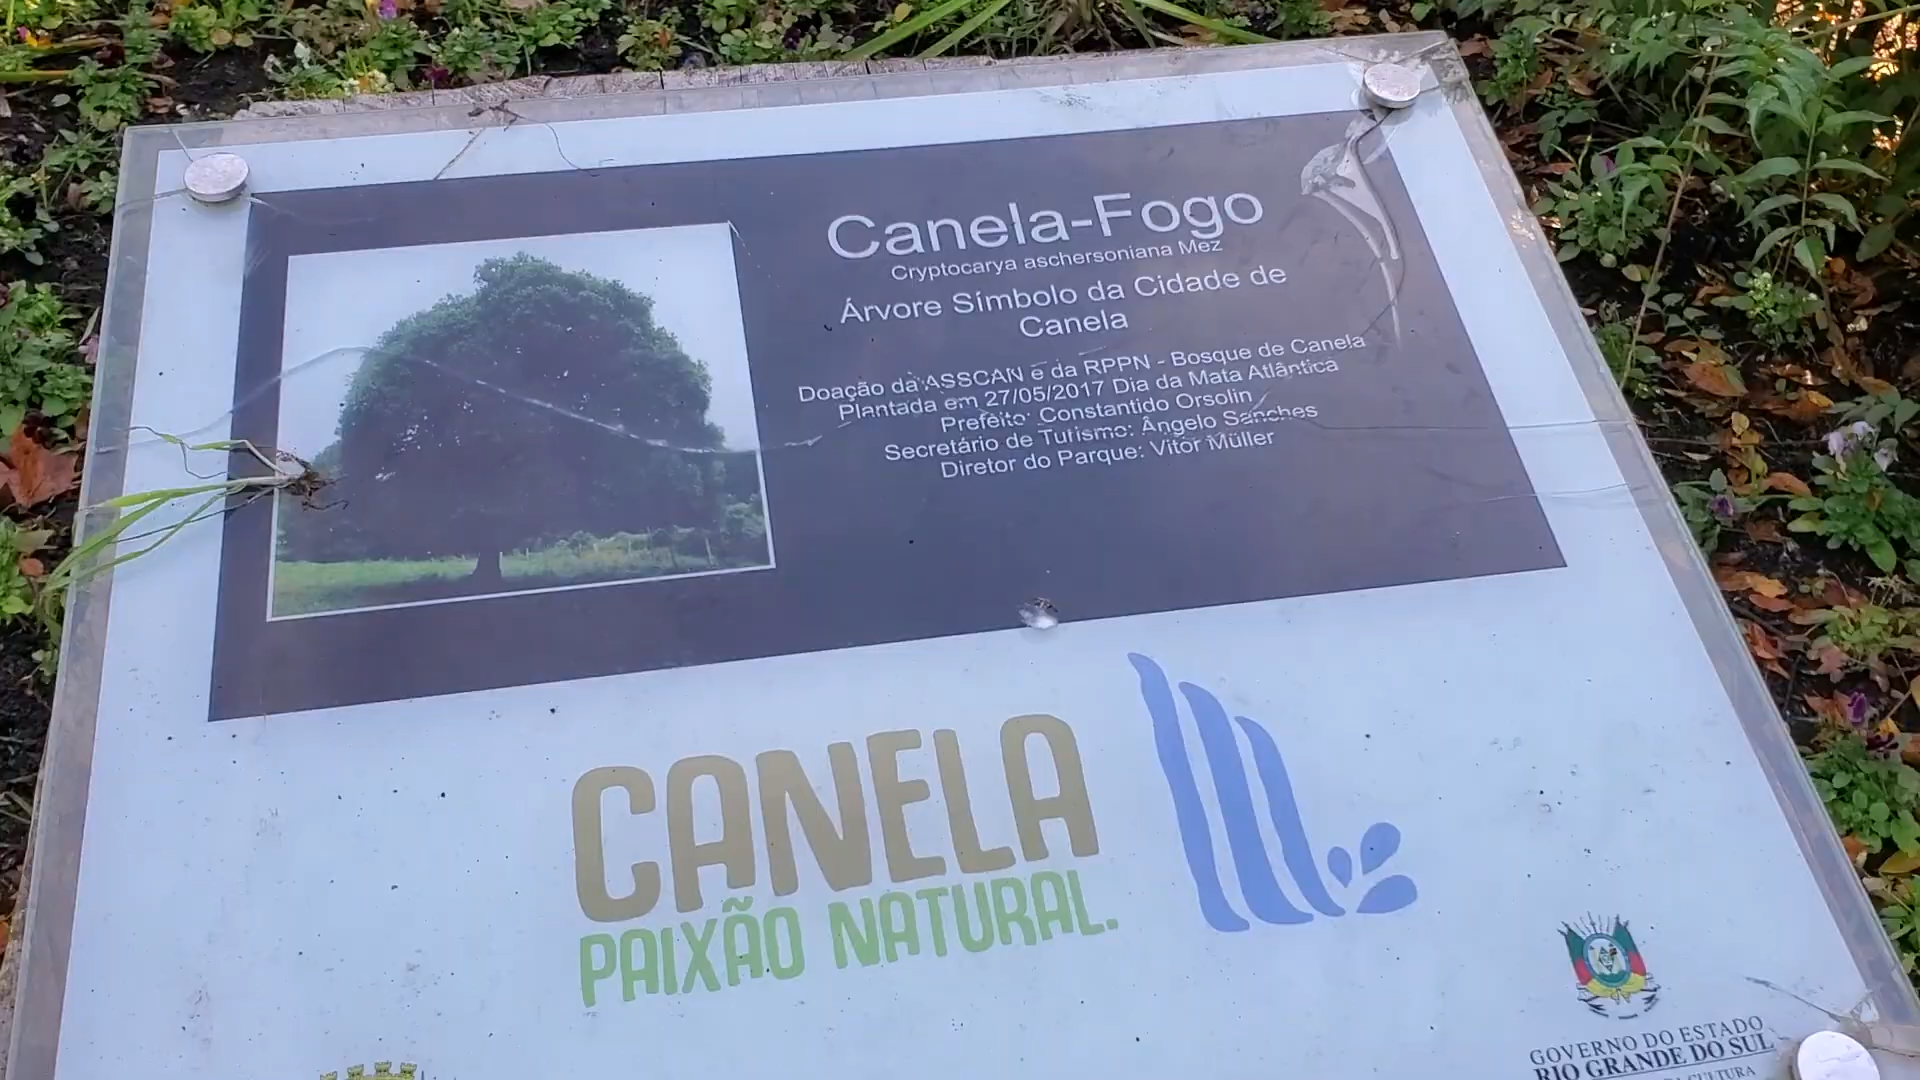 Canela-Fogo
Cryptocarya aschersoniana Mez
Árvore Símbolo da Cidade de
Canela
Doação da ASSCAN e da RPPN - Bosque de Canela
Plantada em 27/05/2017 Dia da Mata Atlântica
Prefeito: Constantido Orsolin
Secretário de Turismo: Ângelo Sanches
Diretor do Parque: Vitor Müller
CANELA
PAIXÃO NATURAL.
GOVERNO DO ESTADO
RIO GRANDE DO SUL
CULTURA